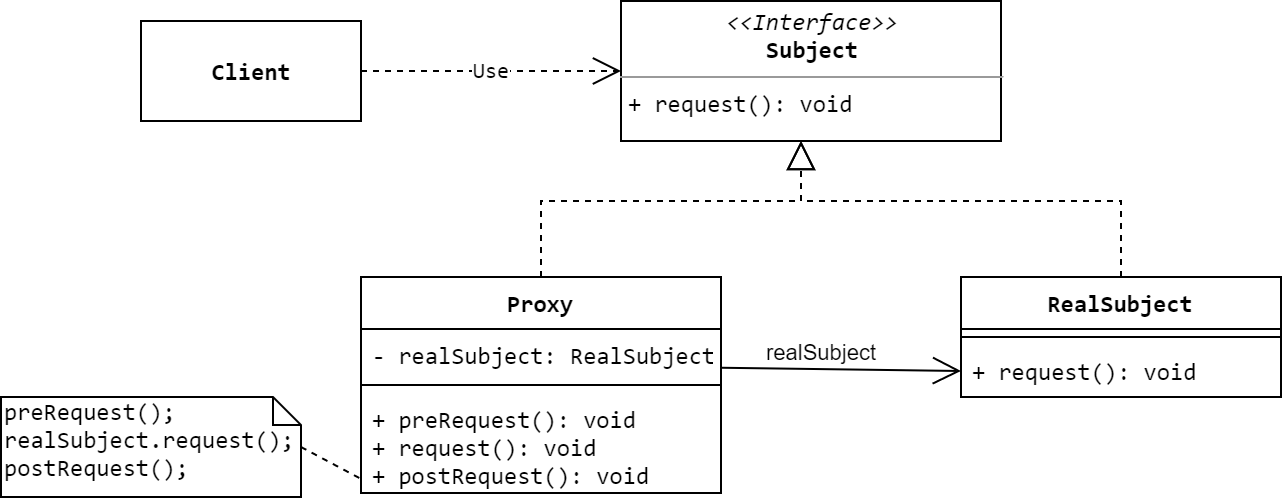 <<Interface>>
Subject
Client
Use
+ request(): void
Proxy
RealSubject
- realSubject: RealSubject
realSubject
+ request(): void
preRequest();
realSubject.request();
postRequest();
+ preRequest(): void
+ request(): void
+ postRequest(): void